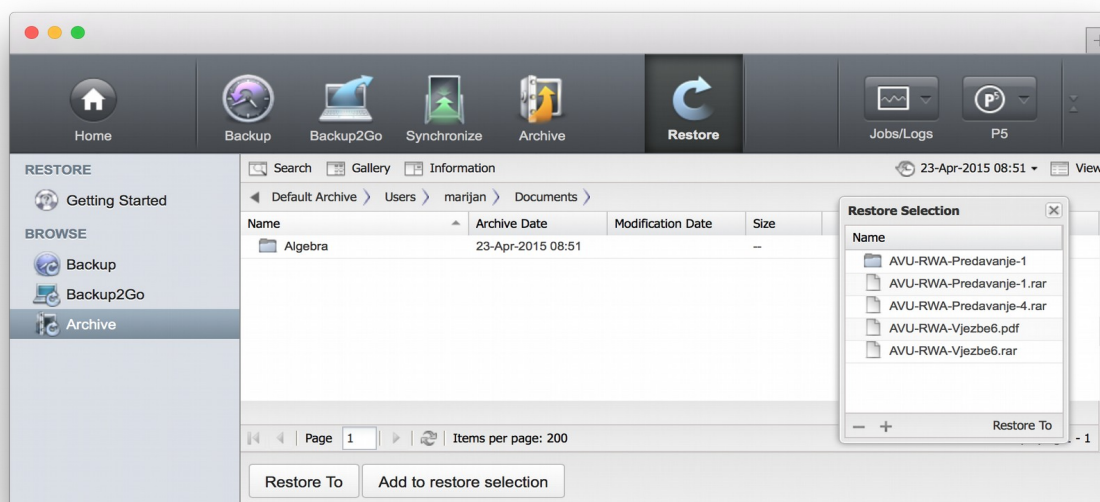 Home
Backup
Backup2Go
Synchronize
Archive
Restore
Jobs/Logs
P5
P5
RESTORE
Getting Started
BROWSE
Backup
Backup2Go
Archive
Search Gallery Information 23-Apr-2015 08:51 View
Default Archive Users marijan Documents
Name Archive Date Modification Date Size
Algebra 23-Apr-2015 08:51 --
Restore Selection
Name
AVU-RWA-Predavanje-1
AVU-RWA-Predavanje-1.rar
AVU-RWA-Predavanje-4.rar
AVU-RWA-Vjezbe6.pdf
AVU-RWA-Vjezbe6.rar
Restore To
Page 1 Items per page: 200 - 1
Restore To Add to restore selection